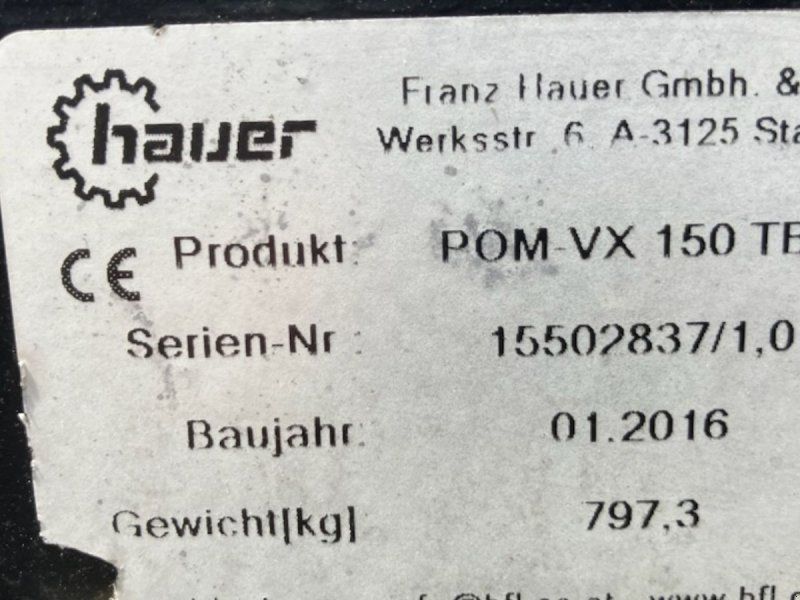 hauer
Franz Hauer Gmbh. &
Werksstr. 6, A-3125
CE
Produkt: POM-VX 150
Serien-Nr.: 15502837/1,0
Baujahr: 01.2016
Gewicht[kg] 797,3